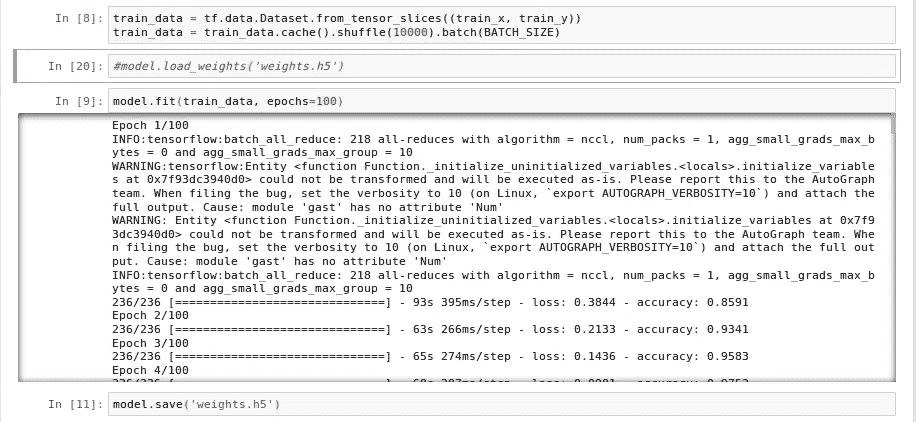 In [8]: train_data = tf.data.Dataset.from_tensor_slices((train_x, train_y))
train_data = train_data.cache().shuffle(10000).batch(BATCH_SIZE)
In [20]: #model.load_weights('weights.h5')
In [9]: model.fit(train_data, epochs=100)
Epoch 1/100
INFO:tensorflow:batch_all_reduce: 218 all-reduces with algorithm = nccl, num_packs = 1, agg_small_grads_max_b
ytes = 0 and agg_small_grads_max_group = 10
WARNING:tensorflow:Entity <function Function._initialize_uninitialized_variables.<locals>.initialize_variable
s at 0x7f93dc3940d0> could not be transformed and will be executed as-is. Please report this to the AutoGraph
team. When filing the bug, set the verbosity to 10 (on Linux, `export AUTOGRAPH_VERBOSITY=10`) and attach the
full output. Cause: module 'gast' has no attribute 'Num'
WARNING: Entity <function Function._initialize_uninitialized_variables.<locals>.initialize_variables at 0x7f9
3dc3940d0> could not be transformed and will be executed as-is. Please report this to the AutoGraph team. Whe
n filing the bug, set the verbosity to 10 (on Linux, `export AUTOGRAPH_VERBOSITY=10`) and attach the full out
put. Cause: module 'gast' has no attribute 'Num'
INFO:tensorflow:batch_all_reduce: 218 all-reduces with algorithm = nccl, num_packs = 1, agg_small_grads_max_b
ytes = 0 and agg_small_grads_max_group = 10
236/236 [==============================] - 93s 395ms/step - loss: 0.3844 - accuracy: 0.8591
Epoch 2/100
236/236 [==============================] - 63s 266ms/step - loss: 0.2133 - accuracy: 0.9341
Epoch 3/100
236/236 [==============================] - 65s 274ms/step - loss: 0.1436 - accuracy: 0.9583
Epoch 4/100
In [11]: model.save('weights.h5')